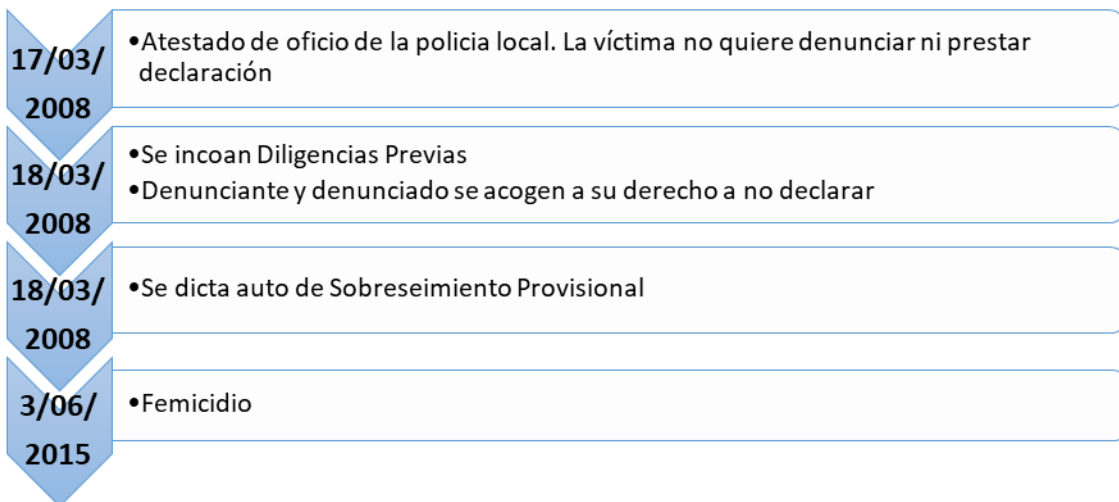 17/03/
2008
•Atestado de oficio de la policia local. La víctima no quiere denunciar ni prestar
declaración
18/03/
2008
•Se incoan Diligencias Previas
•Denunciante y denunciado se acogen a su derecho a no declarar
18/03/
2008
•Se dicta auto de Sobreseimiento Provisional
3/06/
2015
•Femicidio